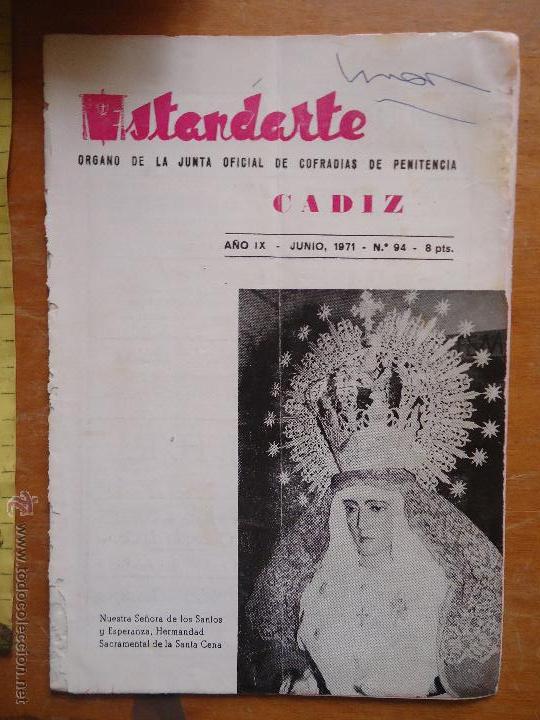 Estandarte
ORGANO DE LA JUNTA OFICIAL DE COFRADIAS DE PENITENCIA
CADIZ
AÑO IX - JUNIO, 1971 - N.º 94 - 8 pts.
Nuestra Señora de los Santos
y Esperanza, Hermandad
Sacramental de la Santa Cena
www.todocoleccion.net